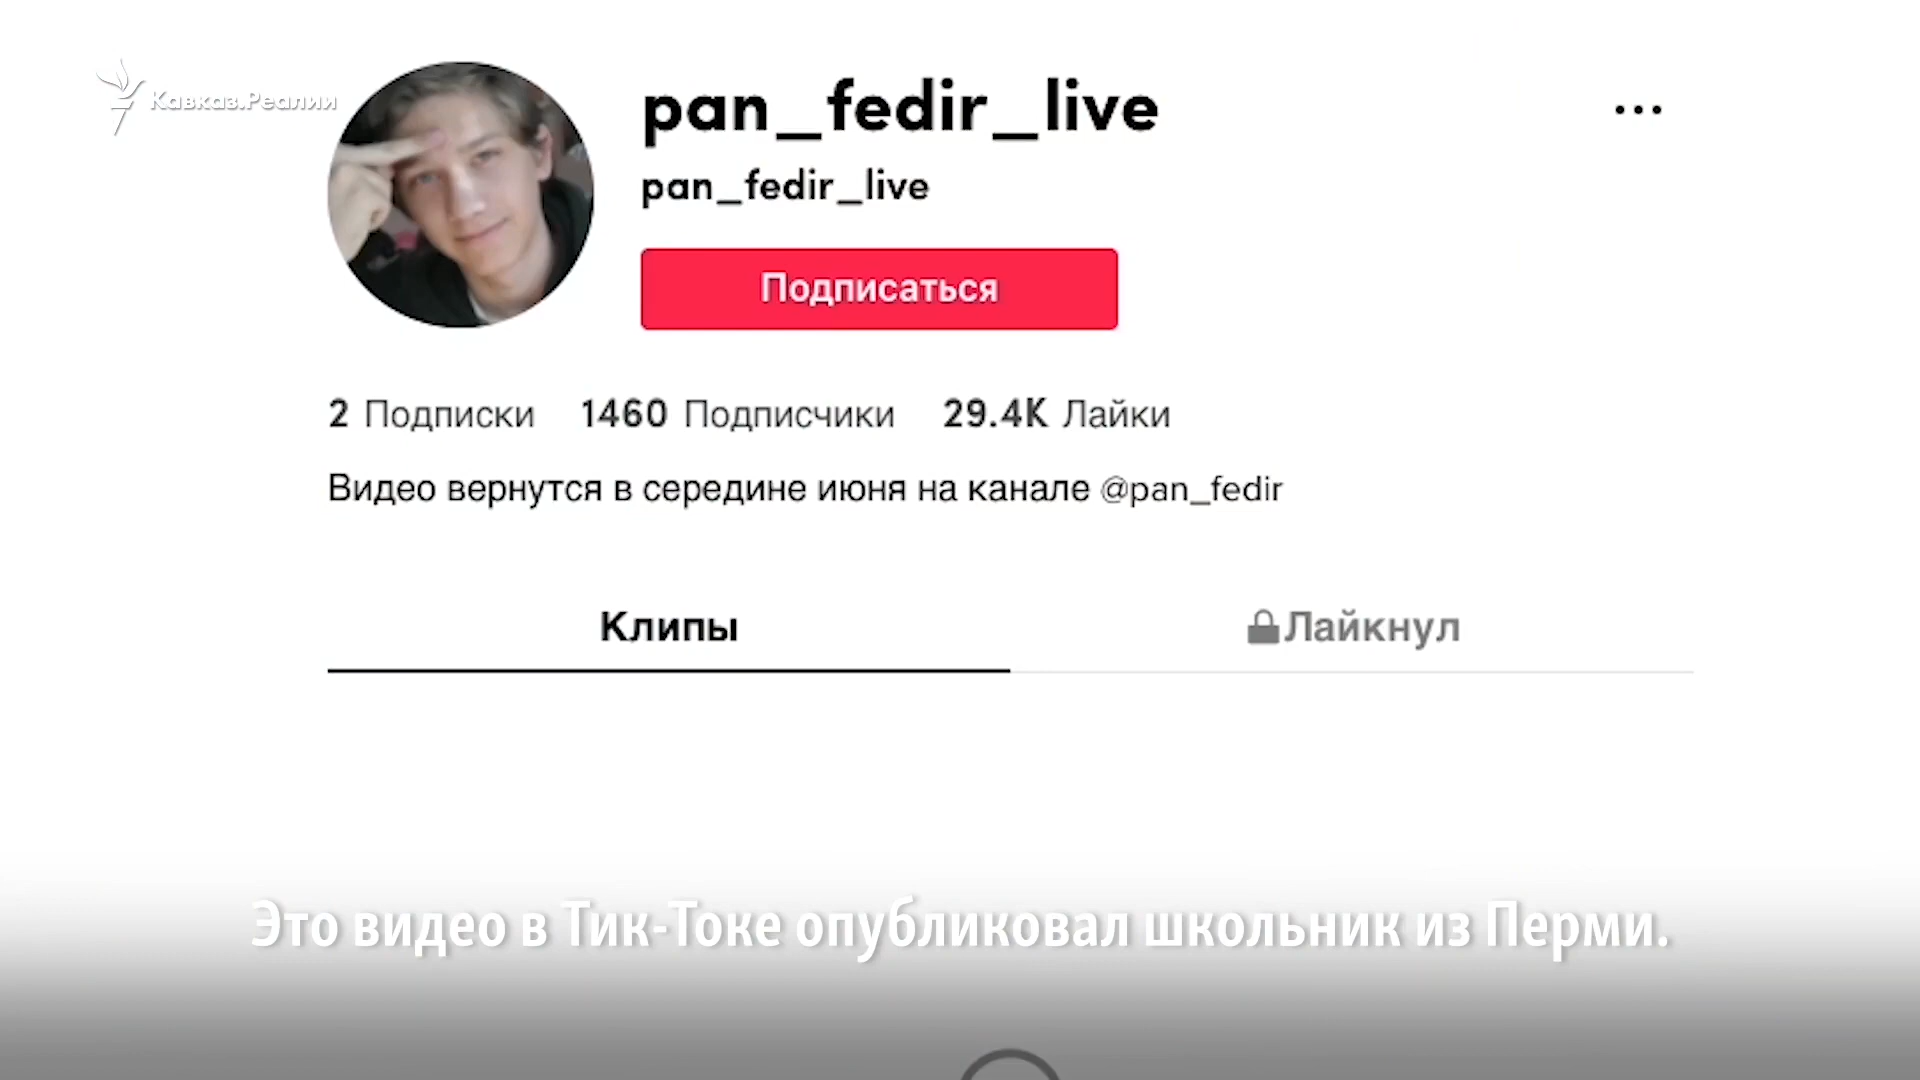 Кавказ.Реалии
pan_fedir_live
pan_fedir_live
Подписаться
2 Подписки 1460 Подписчики 29.4K Лайки
Видео вернутся в середине июня на канале @pan_fedir
Клипы Лайкнул
Это видео в Тик-Токе опубликовал школьник из Перми.